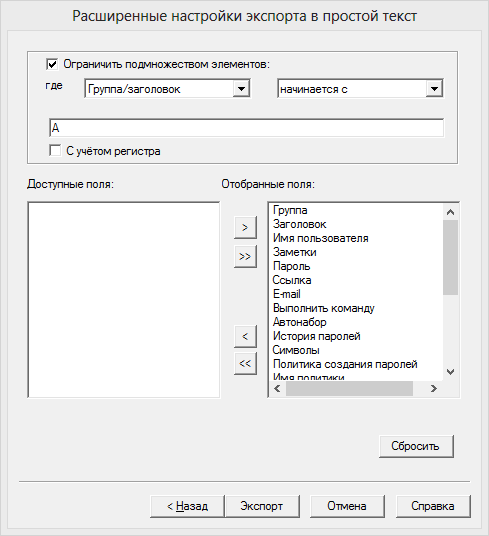 Расширенные настройки экспорта в простой текст
Ограничить подмножеством элементов:
где Группа/заголовок начинается с
А
С учётом регистра
Доступные поля: Отобранные поля:
Группа
Заголовок
Имя пользователя
Заметки
Пароль
Ссылка
E-mail
Выполнить команду
Автонабор
История паролей
Символы
Политика создания паролей
Имя политики
>
>>
<
<<
Сбросить
< Назад Экспорт Отмена Справка